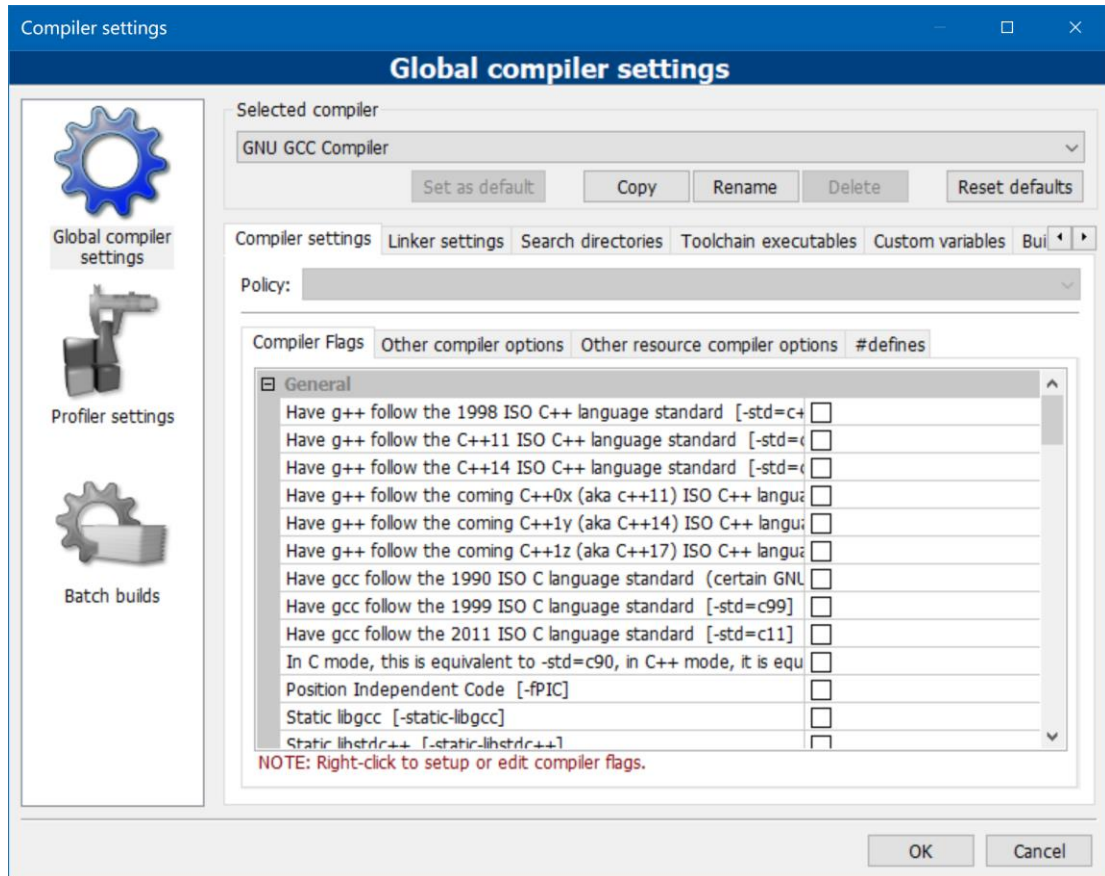 Compiler settings
Global compiler settings
Global compiler
settings
Profiler settings
Batch builds
Selected compiler
GNU GCC Compiler
Set as default Copy Rename Delete Reset defaults
Compiler settings Linker settings Search directories Toolchain executables Custom variables Bui
Policy:
Compiler Flags Other compiler options Other resource compiler options #defines
General
Have g++ follow the 1998 ISO C++ language standard [-std=c+
Have g++ follow the C++11 ISO C++ language standard [-std=c
Have g++ follow the C++14 ISO C++ language standard [-std=c
Have g++ follow the coming C++0x (aka c++11) ISO C++ langua
Have g++ follow the coming C++1y (aka C++14) ISO C++ langua
Have g++ follow the coming C++1z (aka C++17) ISO C++ langua
Have gcc follow the 1990 ISO C language standard (certain GNU
Have gcc follow the 1999 ISO C language standard [-std=c99]
Have gcc follow the 2011 ISO C language standard [-std=c11]
In C mode, this is equivalent to -std=c90, in C++ mode, it is equ
Position Independent Code [-fPIC]
Static libgcc [-static-libgcc]
Static libstdc++ [-static-libstdc++]
NOTE: Right-click to setup or edit compiler flags.
OK Cancel